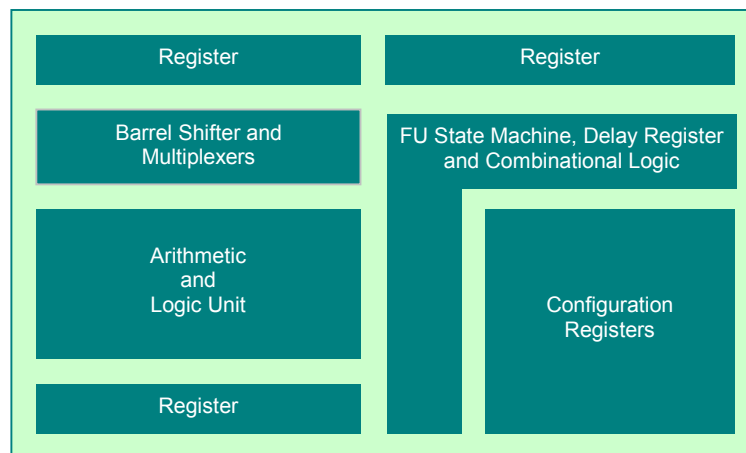 Register
Register
Barrel Shifter and
Multiplexers
FU State Machine, Delay Register
and Combinational Logic
Arithmetic
and
Logic Unit
Configuration
Registers
Register